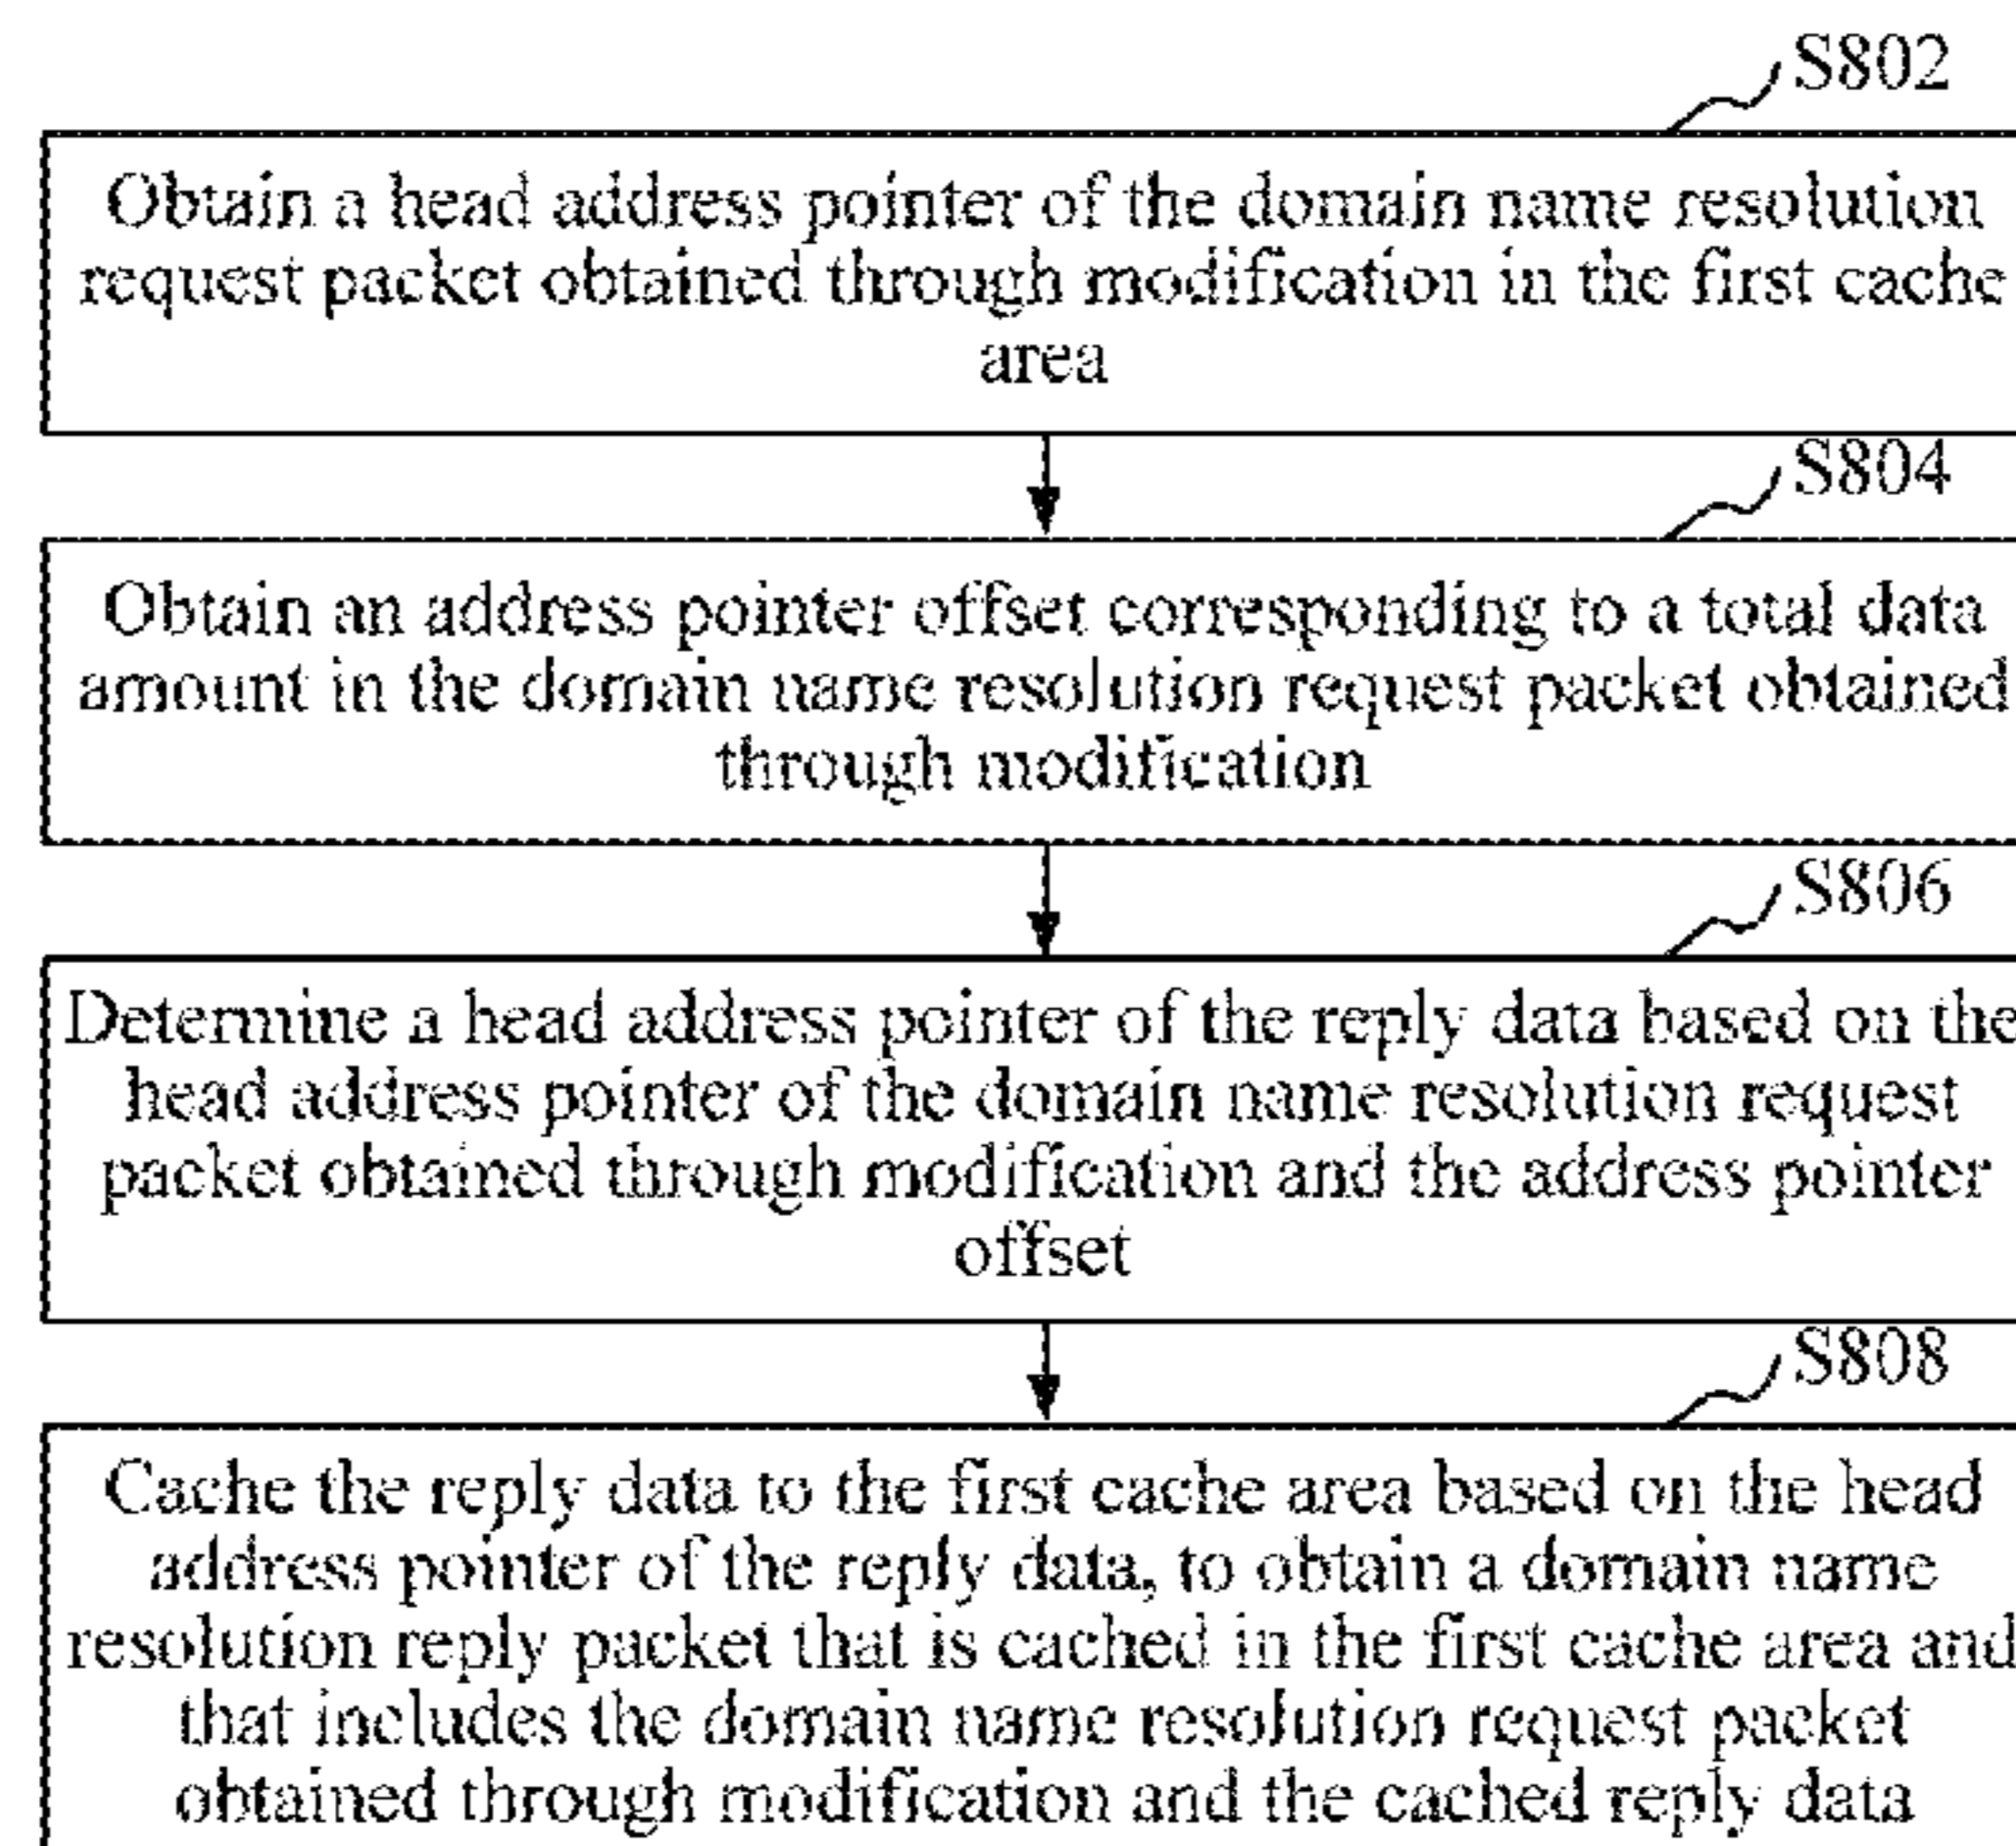 S802
Obtain a head address pointer of the domain name resolution
request packet obtained through modification in the first cache
area
S804
Obtain an address pointer offset corresponding to a total data
amount in the domain name resolution request packet obtained
through modification
S806
Determine a head address pointer of the reply data based on the
head address pointer of the domain name resolution request
packet obtained through modification and the address pointer
offset
S808
Cache the reply data to the first cache area based on the head
address pointer of the reply data, to obtain a domain name
resolution reply packet that is cached in the first cache area and
that includes the domain name resolution request packet
obtained through modification and the cached reply data